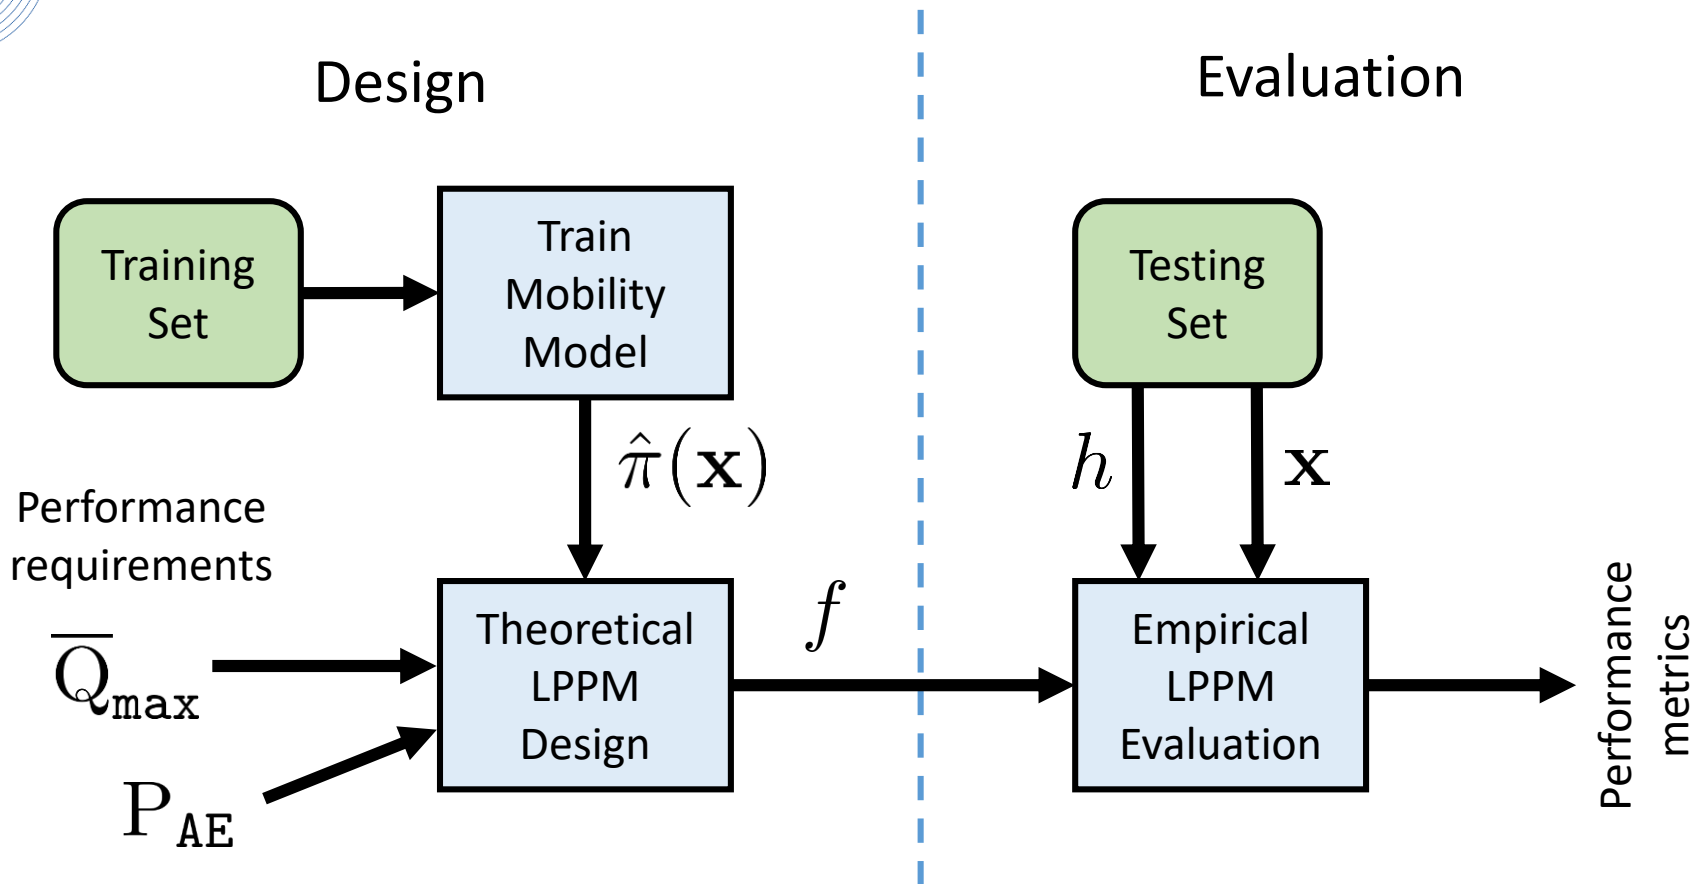 Design
Evaluation
Training
Set
Train
Mobility
Model
Testing
Set
π̂(x)
h
x
Performance
requirements
Q̅max
PAE
Theoretical
LPPM
Design
f
Empirical
LPPM
Evaluation
Performance
metrics